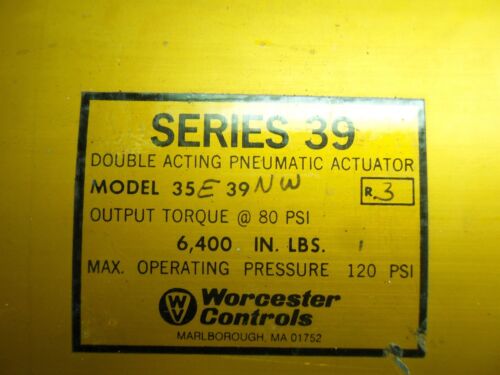 SERIES 39
DOUBLE ACTING PNEUMATIC ACTUATOR
MODEL 35E39NW R.3
OUTPUT TORQUE @ 80 PSI
6,400 IN. LBS.
MAX. OPERATING PRESSURE 120 PSI
W Worcester
Controls
MARLBOROUGH, MA 01752